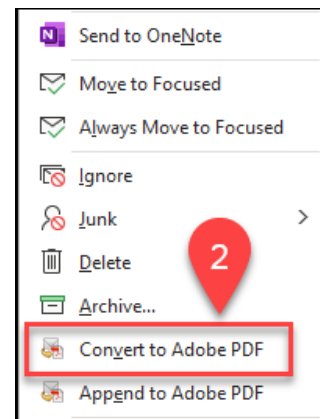 Send to OneNote
Move to Focused
Always Move to Focused
Ignore
Junk
Delete
2
Archive...
Convert to Adobe PDF
Append to Adobe PDF